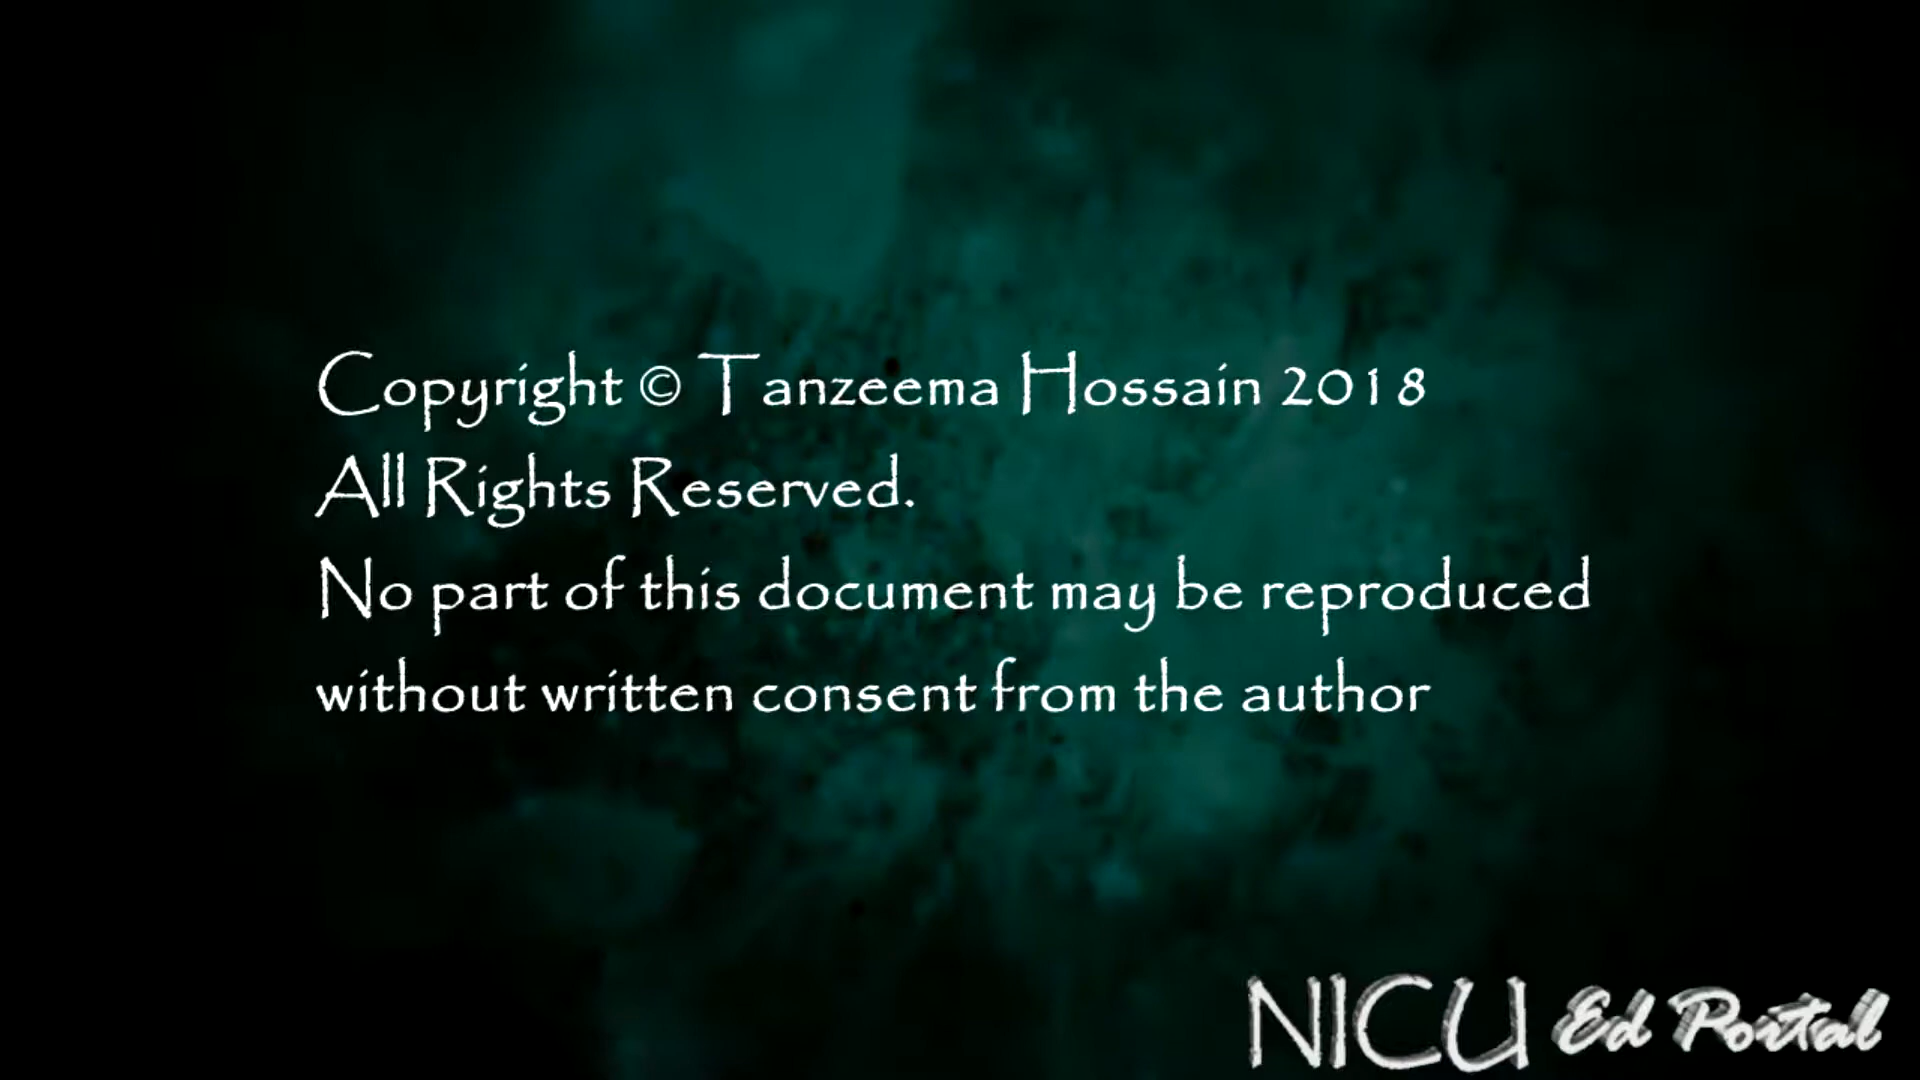 Copyright © Tanzeema Hossain 2018
All Rights Reserved.
No part of this document may be reproduced
without written consent from the author
NICU Ed Portal